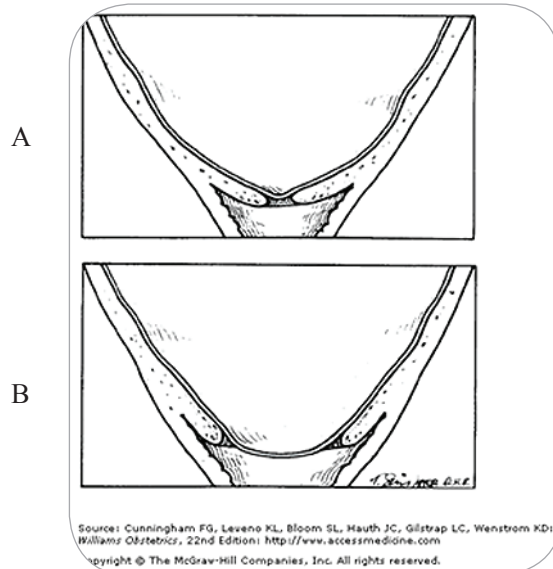 A
B
Source: Cunningham FG, Leveno KL, Bloom SL, Hauth JC, Gilstrap LC, Wenstrom KD:
Williams Obstetrics, 22nd Edition: http://www.accessmedicine.com
opyright © The McGraw-Hill Companies, Inc. All rights reserved.